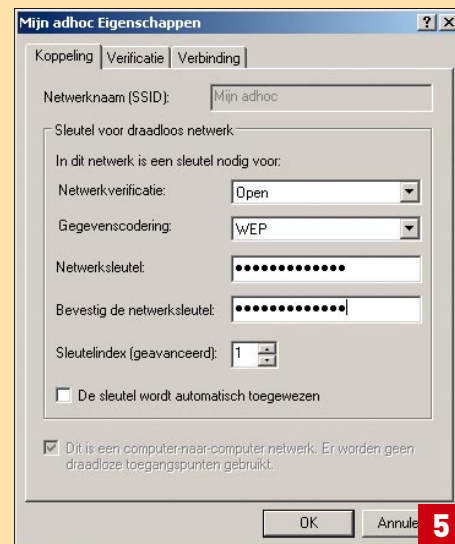 Mijn adhoc Eigenschappen
Koppeling Verificatie Verbinding
Netwerknaam (SSID): Mijn adhoc
Sleutel voor draadloos netwerk
In dit netwerk is een sleutel nodig voor:
Netwerkverificatie: Open
Gegevenscodering: WEP
Netwerksleutel: •••••••••••••
Bevestig de netwerksleutel: •••••••••••••
Sleutelindex (geavanceerd): 1
De sleutel wordt automatisch toegewezen
Dit is een computer-naar-computer netwerk. Er worden geen
draadloze toegangspunten gebruikt.
OK Annule
5